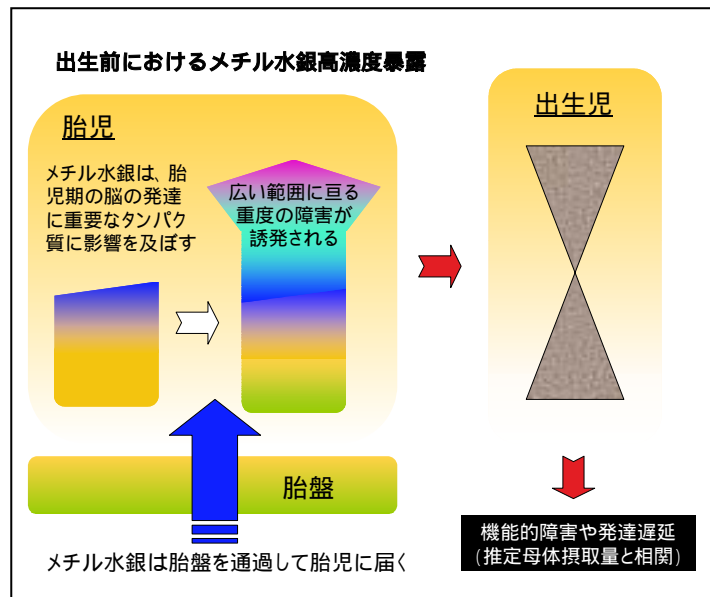 出生前におけるメチル水銀高濃度暴露
胎児
メチル水銀は、胎
児期の脳の発達
に重要なタンパク
質に影響を及ぼす
広い範囲に亘る
重度の障害が
誘発される
胎盤
メチル水銀は胎盤を通過して胎児に届く
出生児
機能的障害や発達遅延
(推定母体摂取量と相関)